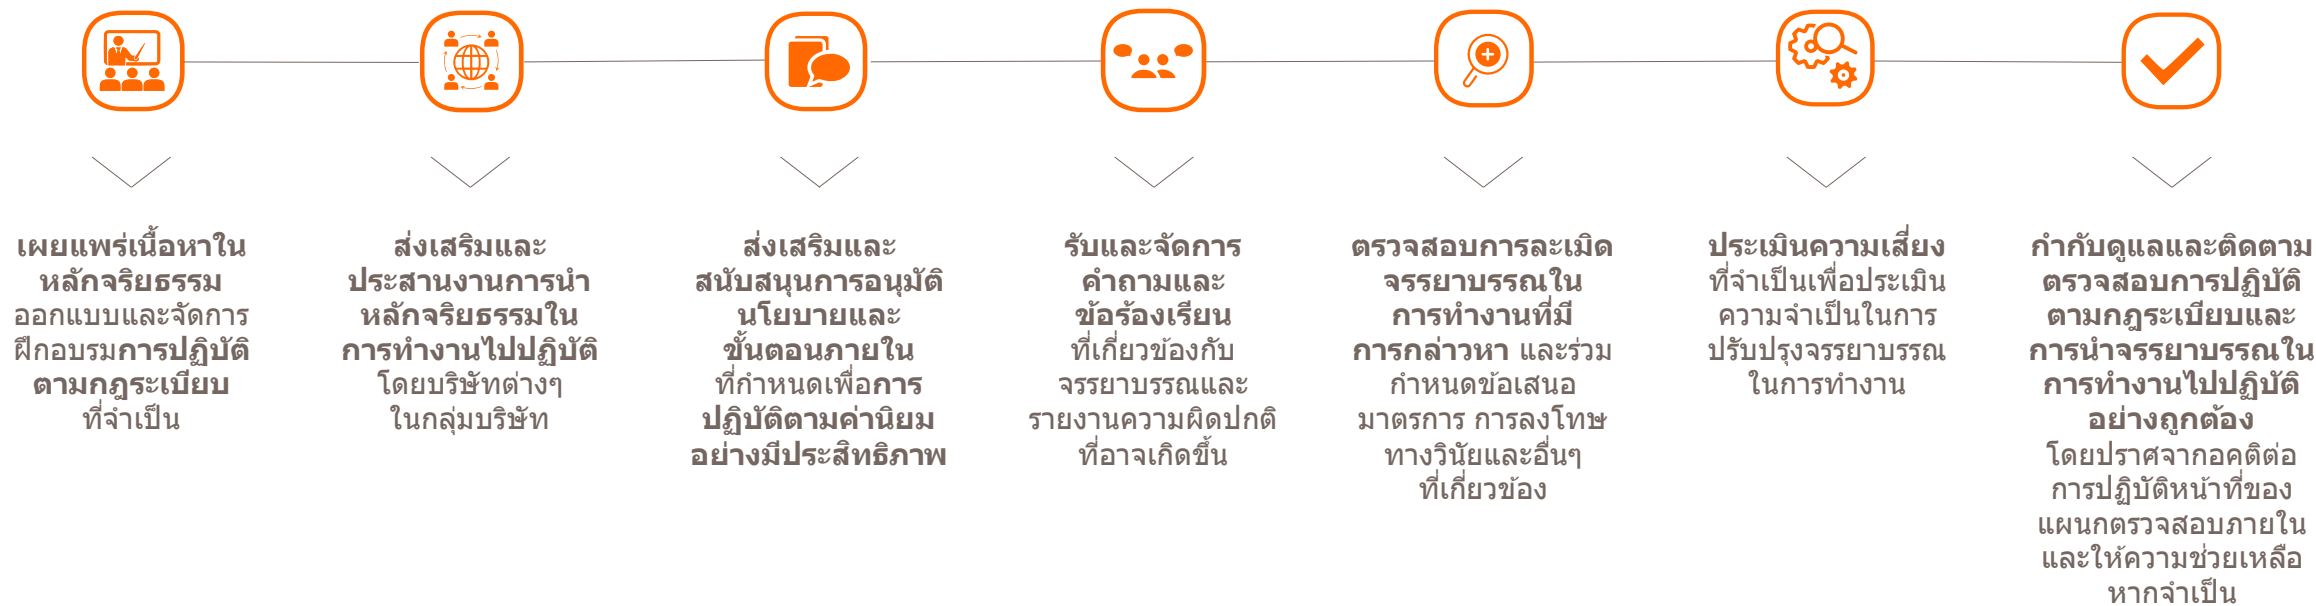 เผยแพร่เนื้อหาใน
หลักจริยธรรม
ออกแบบและจัดการ
ฝึกอบรมการปฏิบัติ
ตามกฎระเบียบ
ที่จำเป็น
ส่งเสริมและ
ประสานงานการนำ
หลักจริยธรรมใน
การทำงานไปปฏิบัติ
โดยบริษัทต่างๆ
ในกลุ่มบริษัท
ส่งเสริมและ
สนับสนุนการอนุมัติ
นโยบายและ
ขั้นตอนภายใน
ที่กำหนดเพื่อการ
ปฏิบัติตามค่านิยม
อย่างมีประสิทธิภาพ
รับและจัดการ
คำถามและ
ข้อร้องเรียน
ที่เกี่ยวข้องกับ
จรรยาบรรณและ
รายงานความผิดปกติ
ที่อาจเกิดขึ้น
ตรวจสอบการละเมิด
จรรยาบรรณใน
การทำงานที่มี
การกล่าวหา และร่วม
กำหนดข้อเสนอ
มาตรการ การลงโทษ
ทางวินัยและอื่นๆ
ที่เกี่ยวข้อง
ประเมินความเสี่ยง
ที่จำเป็นเพื่อประเมิน
ความจำเป็นในการ
ปรับปรุงจรรยาบรรณ
ในการทำงาน
กำกับดูแลและติดตาม
ตรวจสอบการปฏิบัติ
ตามกฎระเบียบและ
การนำจรรยาบรรณใน
การทำงานไปปฏิบัติ
อย่างถูกต้อง
โดยปราศจากอคติต่อ
การปฏิบัติหน้าที่ของ
แผนกตรวจสอบภายใน
และให้ความช่วยเหลือ
หากจำเป็น